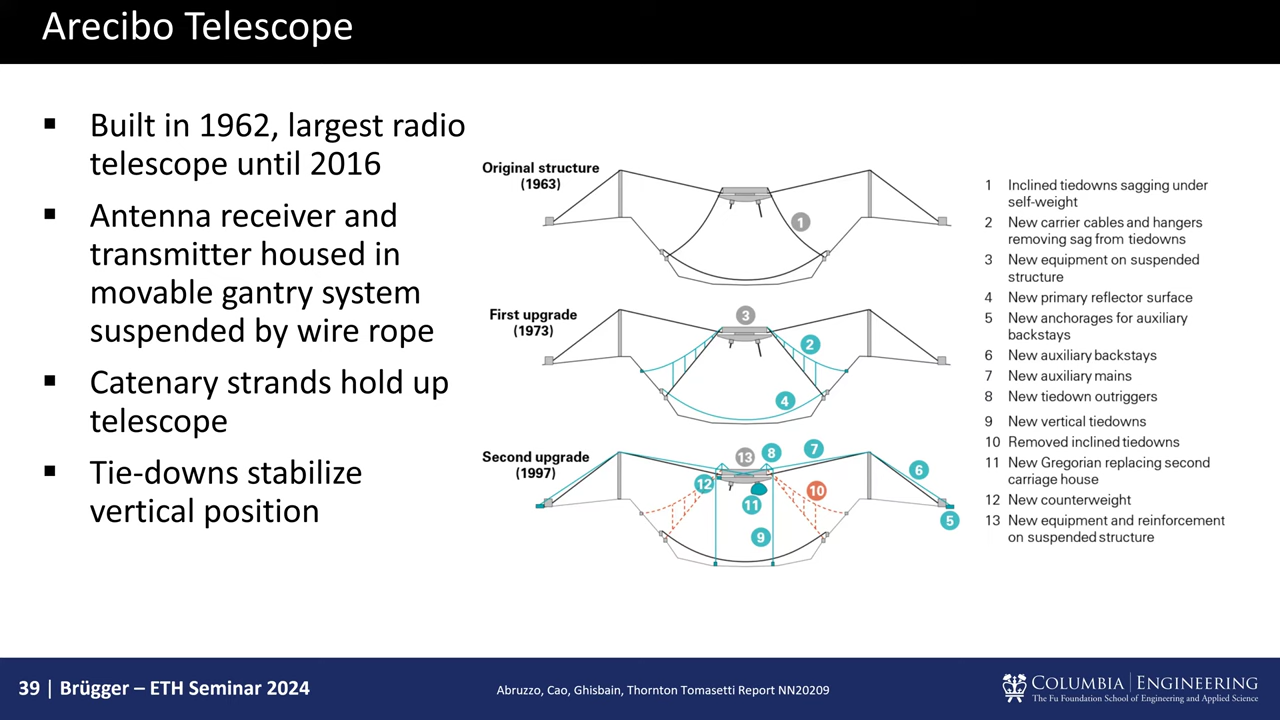 Arecibo Telescope
▪ Built in 1962, largest radio
telescope until 2016
▪ Antenna receiver and
transmitter housed in
movable gantry system
suspended by wire rope
▪ Catenary strands hold up
telescope
▪ Tie-downs stabilize
vertical position
Original structure
(1963)
1
First upgrade
(1973)
3
2
4
Second upgrade
(1997)
13
8
7
6
12
11
10
9
5
1 Inclined tiedowns sagging under
self-weight
2 New carrier cables and hangers
removing sag from tiedowns
3 New equipment on suspended
structure
4 New primary reflector surface
5 New anchorages for auxiliary
backstays
6 New auxiliary backstays
7 New auxiliary mains
8 New tiedown outriggers
9 New vertical tiedowns
10 Removed inclined tiedowns
11 New Gregorian replacing second
carriage house
12 New counterweight
13 New equipment and reinforcement
on suspended structure
39 | Brügger – ETH Seminar 2024
Abruzzo, Cao, Ghisbain, Thornton Tomasetti Report NN20209
COLUMBIA | ENGINEERING
The Fu Foundation School of Engineering and Applied Science